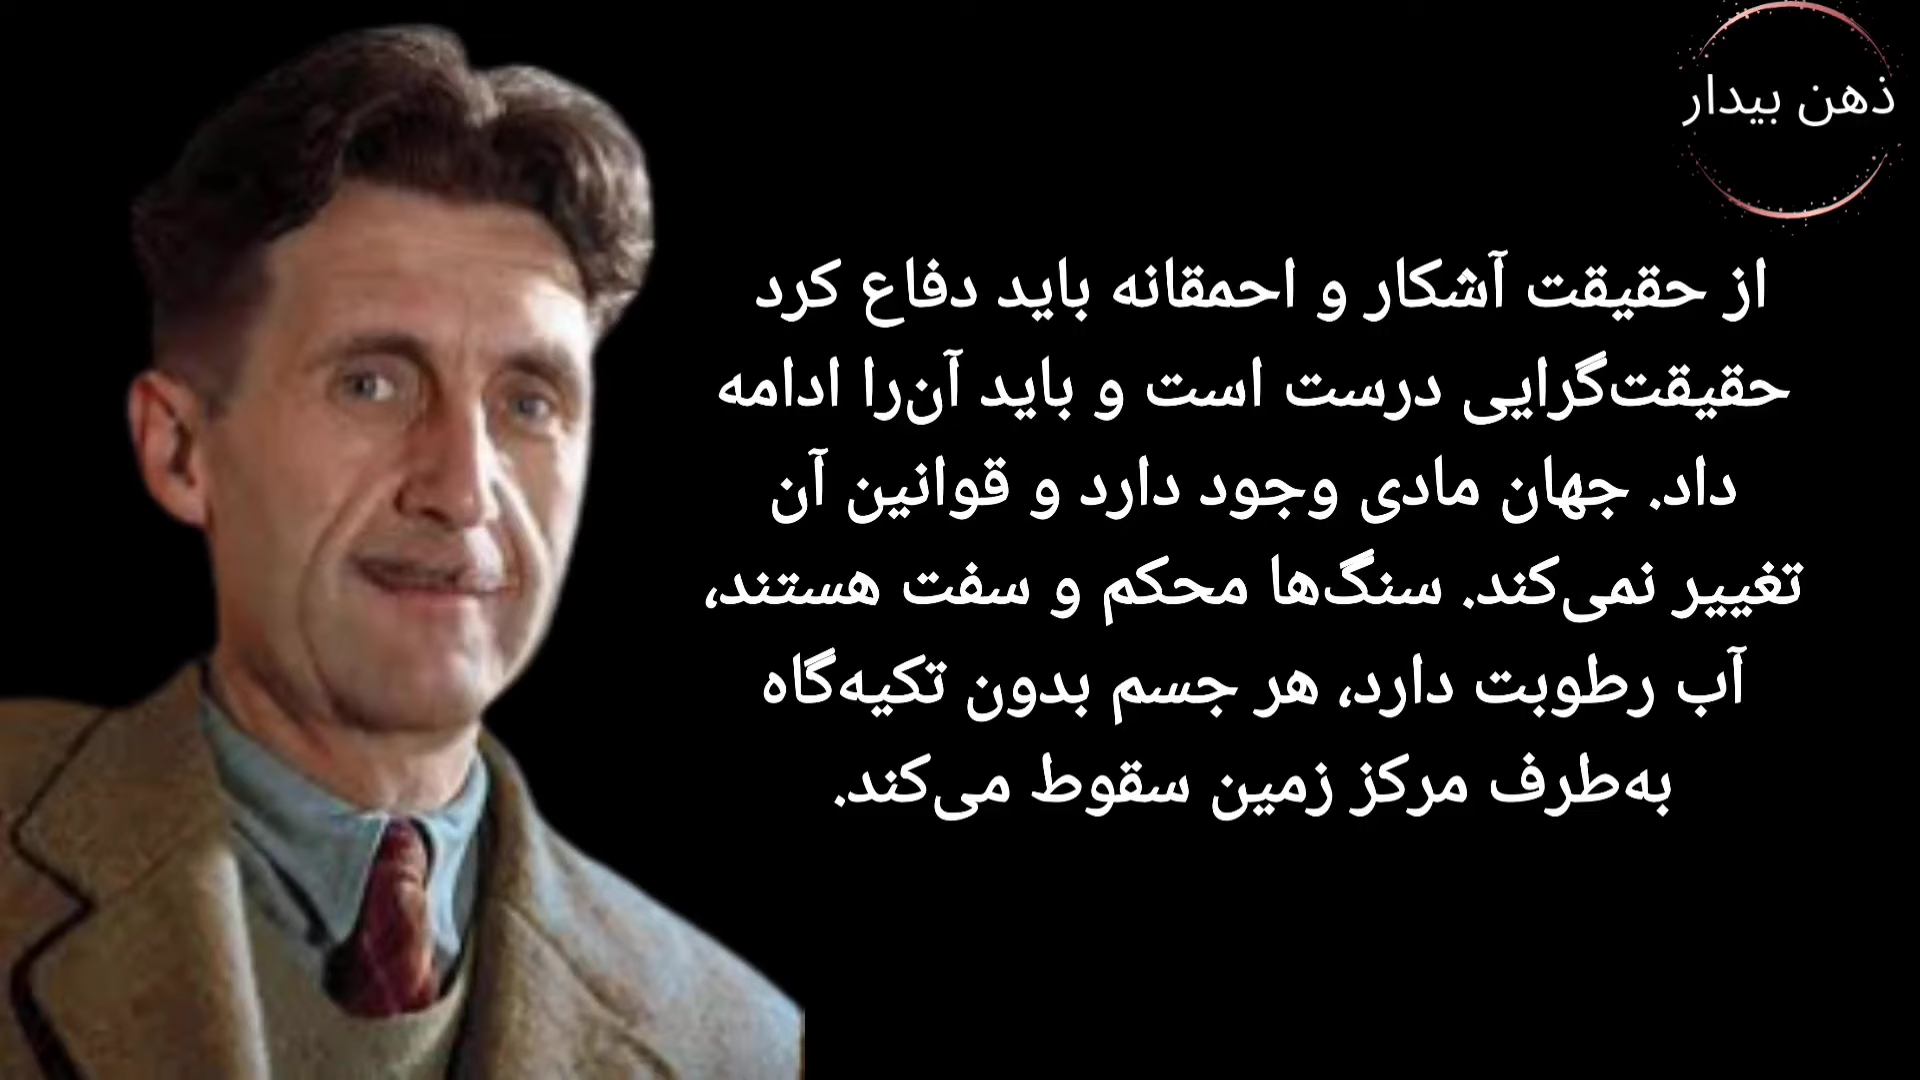 ذهن بیدار
از حقیقت آشکار و احمقانه باید دفاع کرد
حقیقت‌گرایی درست است و باید آن‌را ادامه
داد. جهان مادی وجود دارد و قوانین آن
تغییر نمی‌کند. سنگ‌ها محکم و سفت هستند،
آب رطوبت دارد، هر جسم بدون تکیه‌گاه
به‌طرف مرکز زمین سقوط می‌کند.